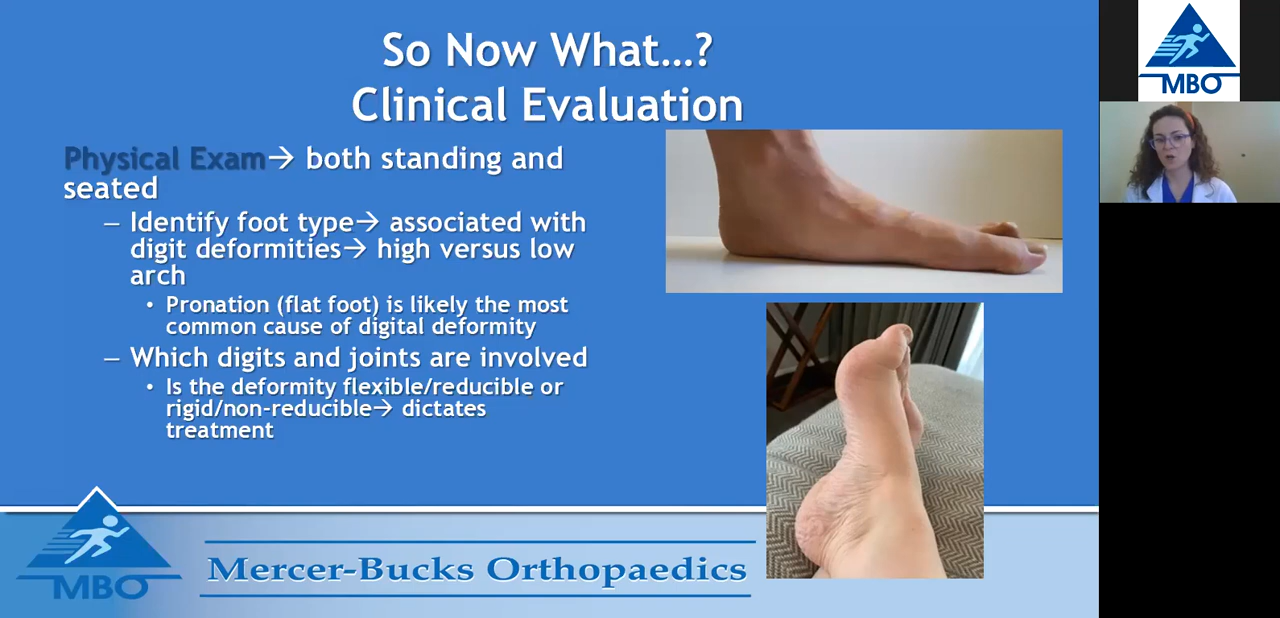 So Now What...?
Clinical Evaluation
Physical Exam→ both standing and
seated
– Identify foot type→ associated with
digit deformities→ high versus low
arch
• Pronation (flat foot) is likely the most
common cause of digital deformity
– Which digits and joints are involved
• Is the deformity flexible/reducible or
rigid/non-reducible→ dictates
treatment
MBO
Mercer-Bucks Orthopaedics
MBO